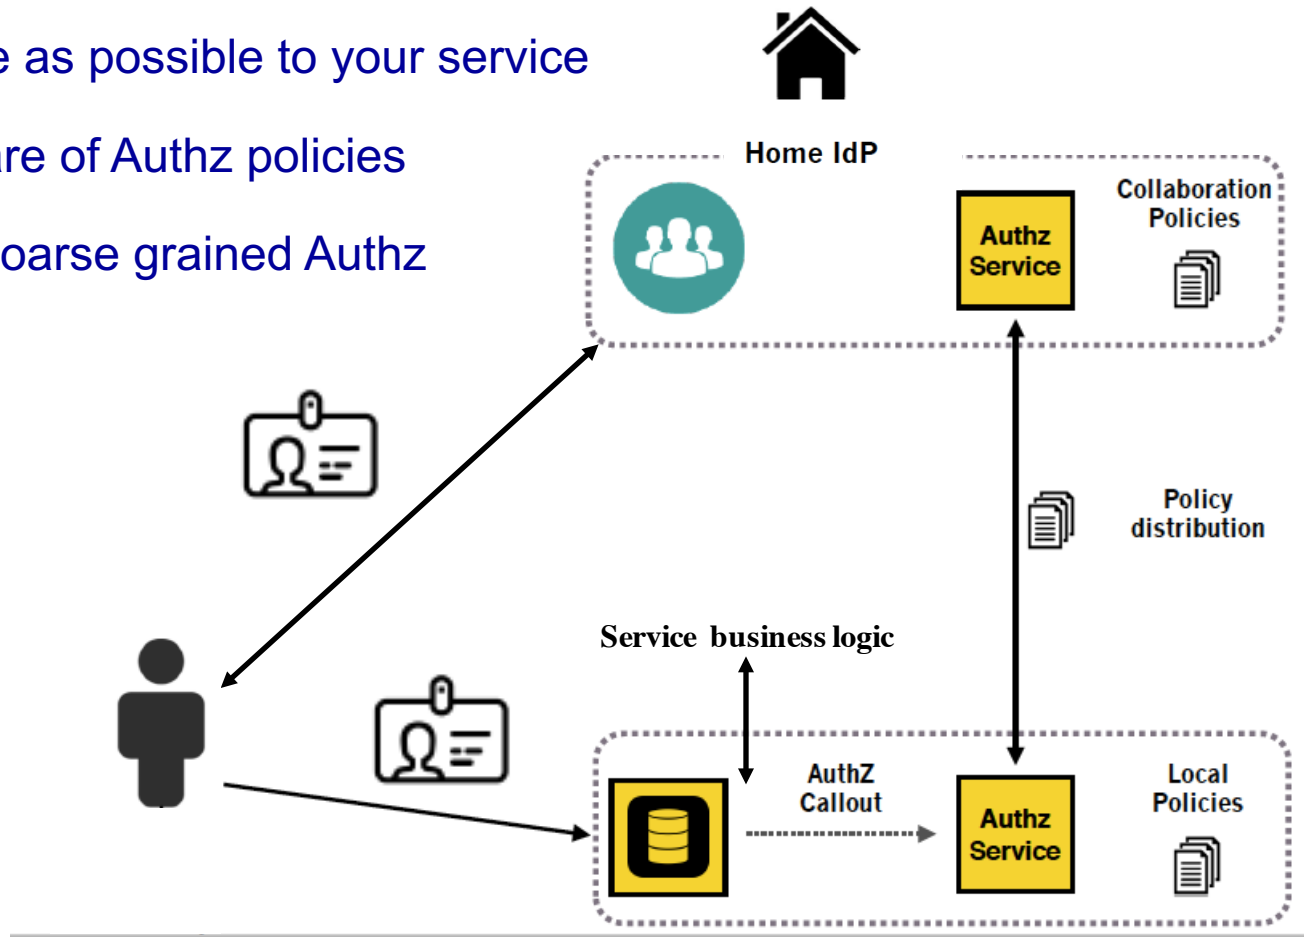 e as possible to your service
are of Authz policies
oarse grained Authz
Home IdP
Authz
Service
Collaboration
Policies
Policy
distribution
Service business logic
AuthZ
Callout
Authz
Service
Local
Policies